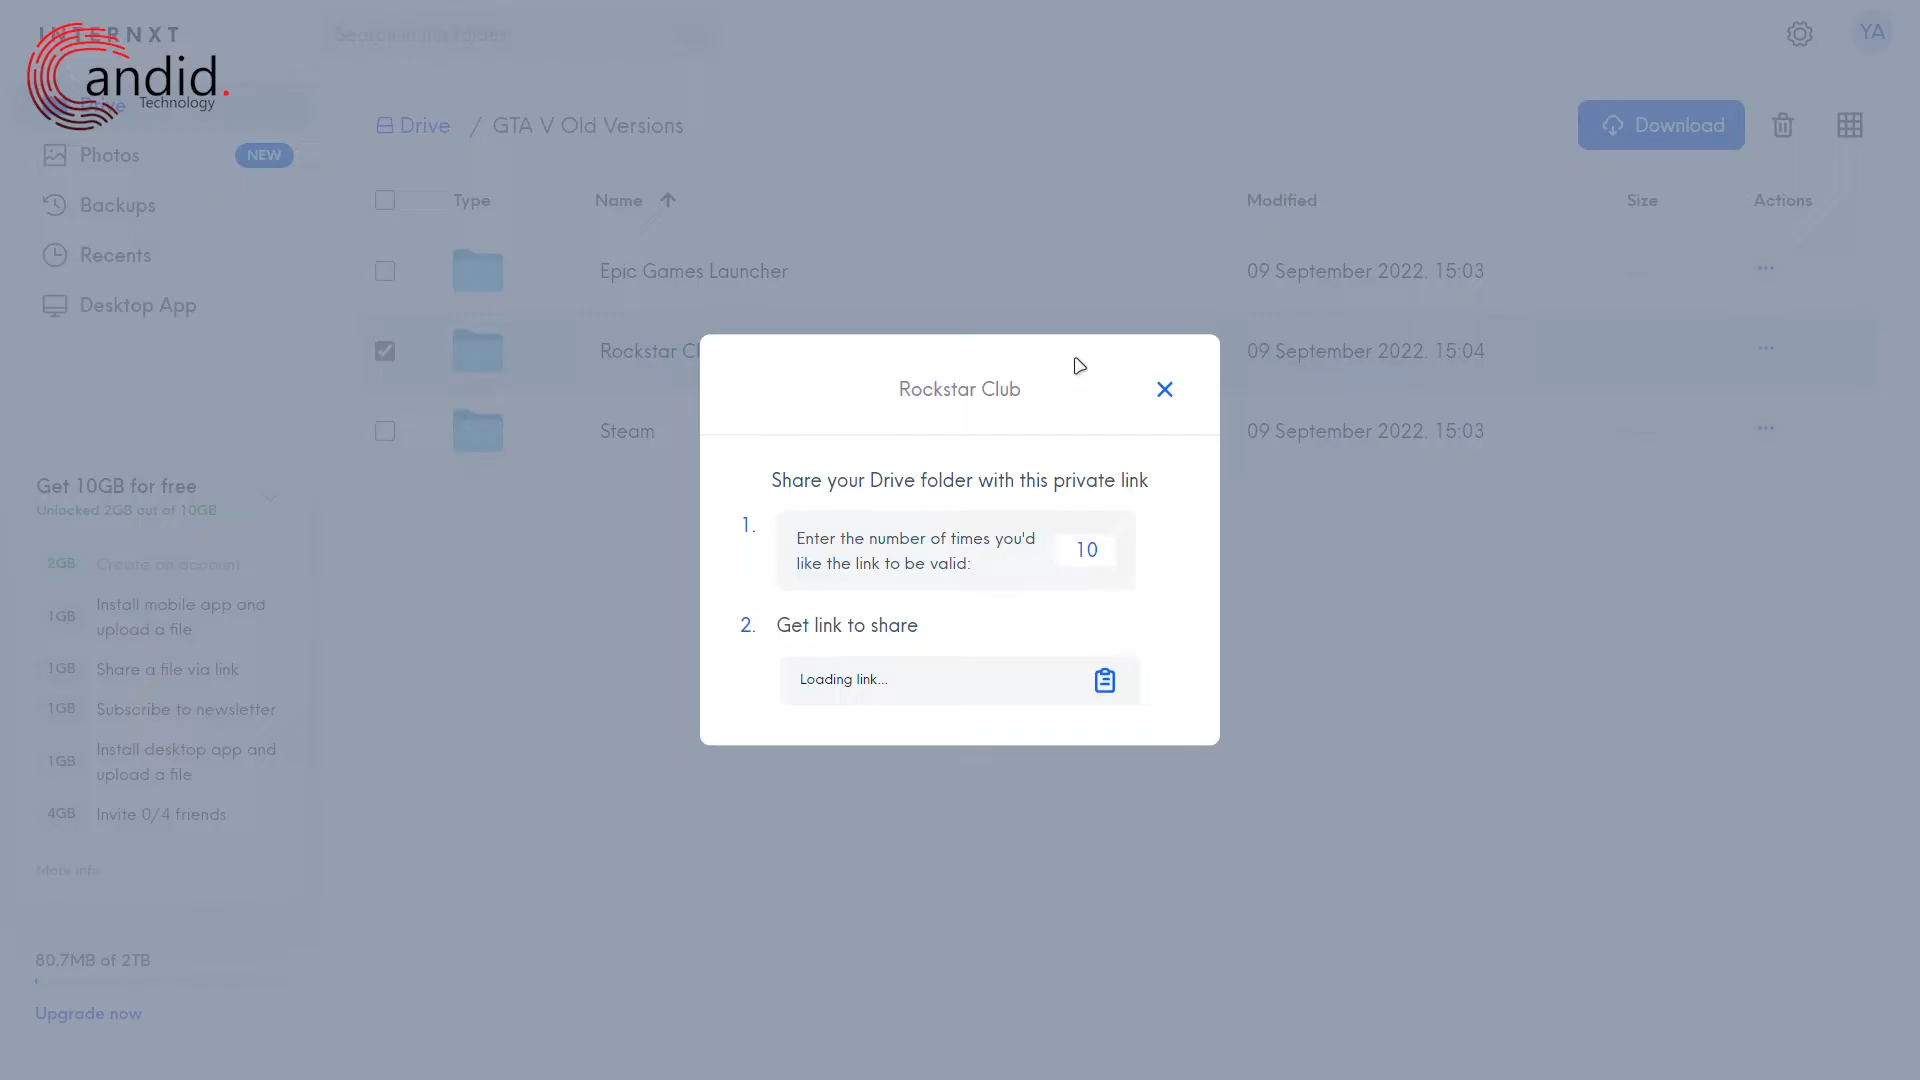 INTERNXT
Search in this folder
andid.
Technology
Drive
Drive / GTA V Old Versions
Download
YA
Photos
NEW
Backups
Recents
Desktop App
Type
Name
Modified
Size
Actions
Epic Games Launcher
09 September 2022. 15:03
...
Rockstar Cl
09 September 2022. 15:04
...
Steam
09 September 2022. 15:03
...
Rockstar Club
Share your Drive folder with this private link
1.
Enter the number of times you'd
like the link to be valid:
10
2.
Get link to share
Loading link...
Get 10GB for free
Unlocked 2GB out of 10GB
2GB
Create an account
1GB
Install mobile app and
upload a file
1GB
Share a file via link
1GB
Subscribe to newsletter
1GB
Install desktop app and
upload a file
4GB
Invite 0/4 friends
More info
80.7MB of 2TB
Upgrade now